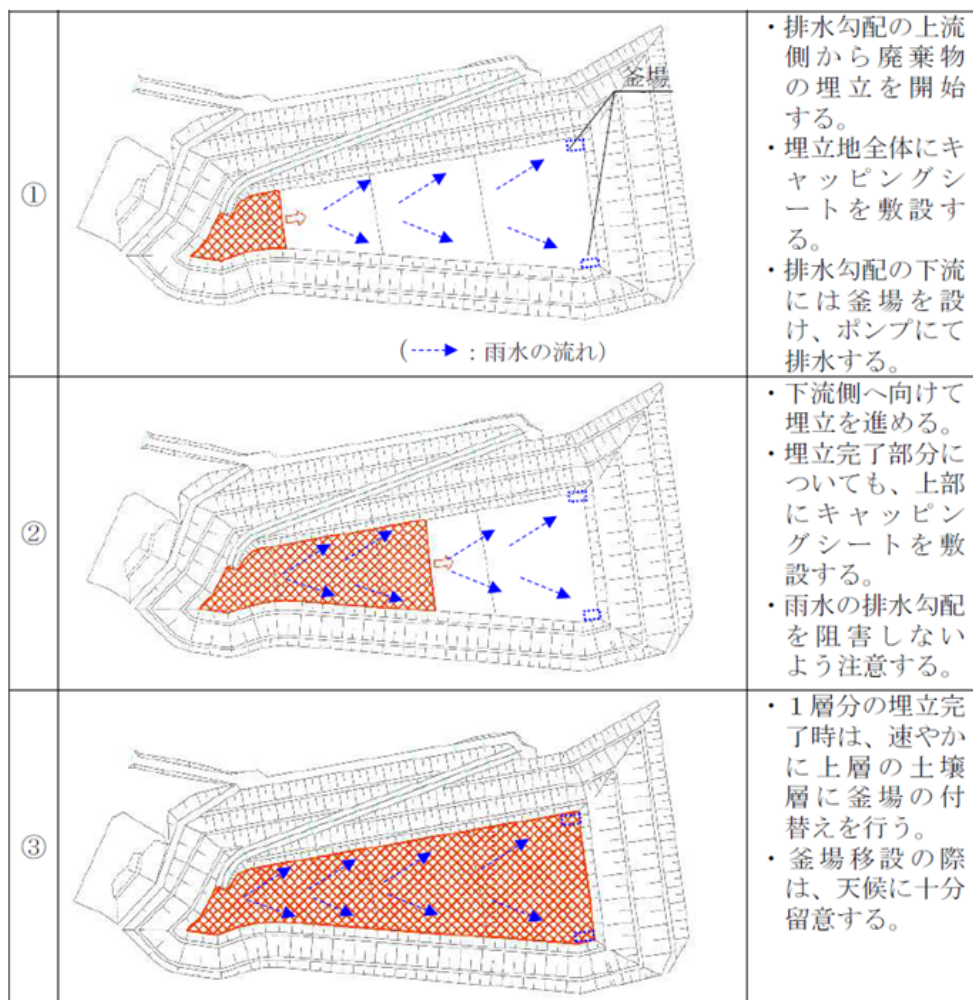 ①
釜場
(⇢ : 雨水の流れ)
・排水勾配の上流
側から廃棄物
の埋立を開始
する。
・埋立地全体にキ
ャッピングシ
ートを敷設す
る。
・排水勾配の下流
には釜場を設
け、ポンプにて
排水する。
②
・下流側へ向けて
埋立を進める。
・埋立完了部分に
ついても、上部
にキャッピン
グシートを敷
設する。
・雨水の排水勾配
を阻害しない
よう注意する。
③
・１層分の埋立完
了時は、速やか
に上層の土壌
層に釜場の付
替えを行う。
・釜場移設の際
は、天候に十分
留意する。